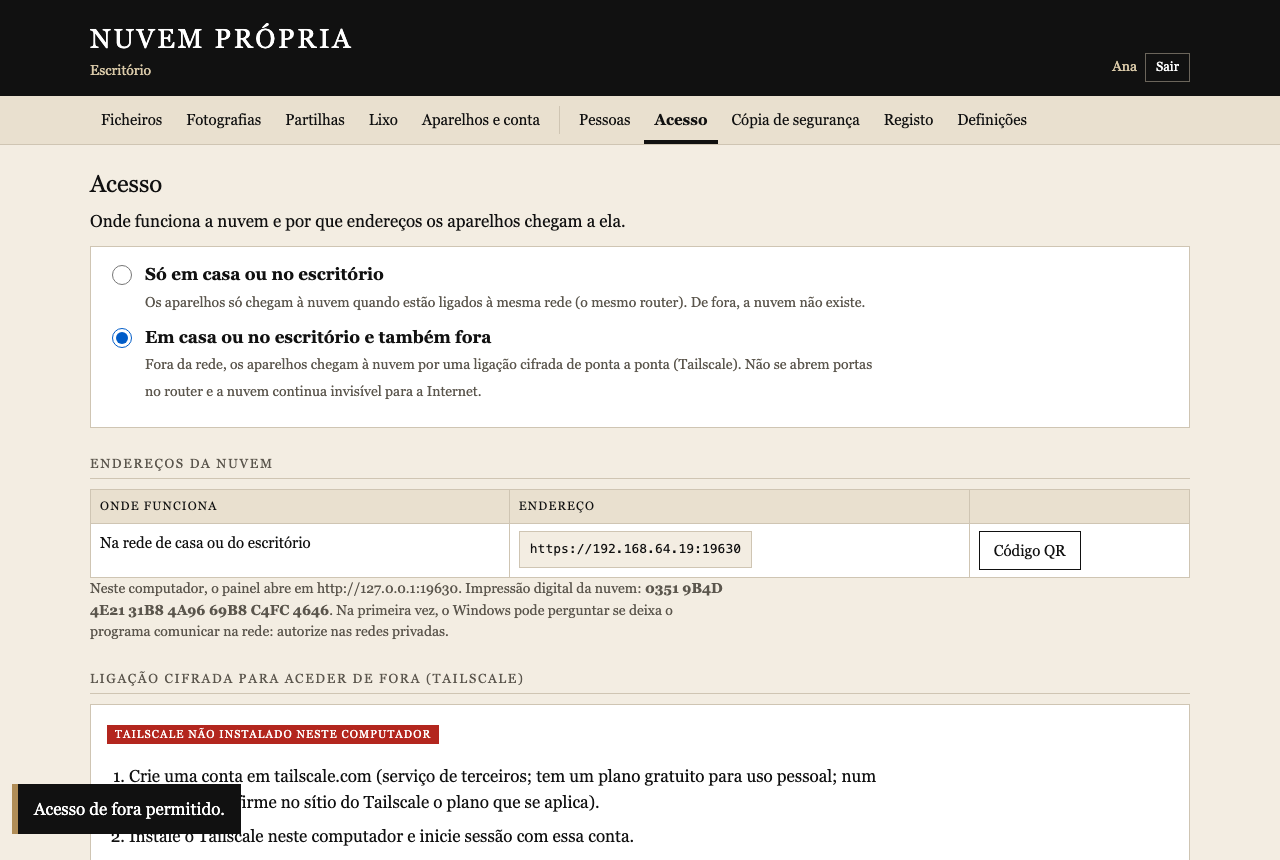 NUVEM PRÓPRIA
Escritório
Ana
Sair
Ficheiros
Fotografias
Partilhas
Lixo
Aparelhos e conta
Pessoas
Acesso
Cópia de segurança
Registo
Definições
Acesso
Onde funciona a nuvem e por que endereços os aparelhos chegam a ela.
Só em casa ou no escritório
Os aparelhos só chegam à nuvem quando estão ligados à mesma rede (o mesmo router). De fora, a nuvem não existe.
Em casa ou no escritório e também fora
Fora da rede, os aparelhos chegam à nuvem por uma ligação cifrada de ponta a ponta (Tailscale). Não se abrem portas
no router e a nuvem continua invisível para a Internet.
ENDEREÇOS DA NUVEM
ONDE FUNCIONA
ENDEREÇO
Na rede de casa ou do escritório
https://192.168.64.19:19630
Código QR
Neste computador, o painel abre em http://127.0.0.1:19630. Impressão digital da nuvem: 0351 9B4D
4E21 31B8 4A96 69B8 C4FC 4646. Na primeira vez, o Windows pode perguntar se deixa o
programa comunicar na rede: autorize nas redes privadas.
LIGAÇÃO CIFRADA PARA ACEDER DE FORA (TAILSCALE)
TAILSCALE NÃO INSTALADO NESTE COMPUTADOR
1. Crie uma conta em tailscale.com (serviço de terceiros; tem um plano gratuito para uso pessoal; num
firme no sítio do Tailscale o plano que se aplica).
2. Instale o Tailscale neste computador e inicie sessão com essa conta.
Acesso de fora permitido.